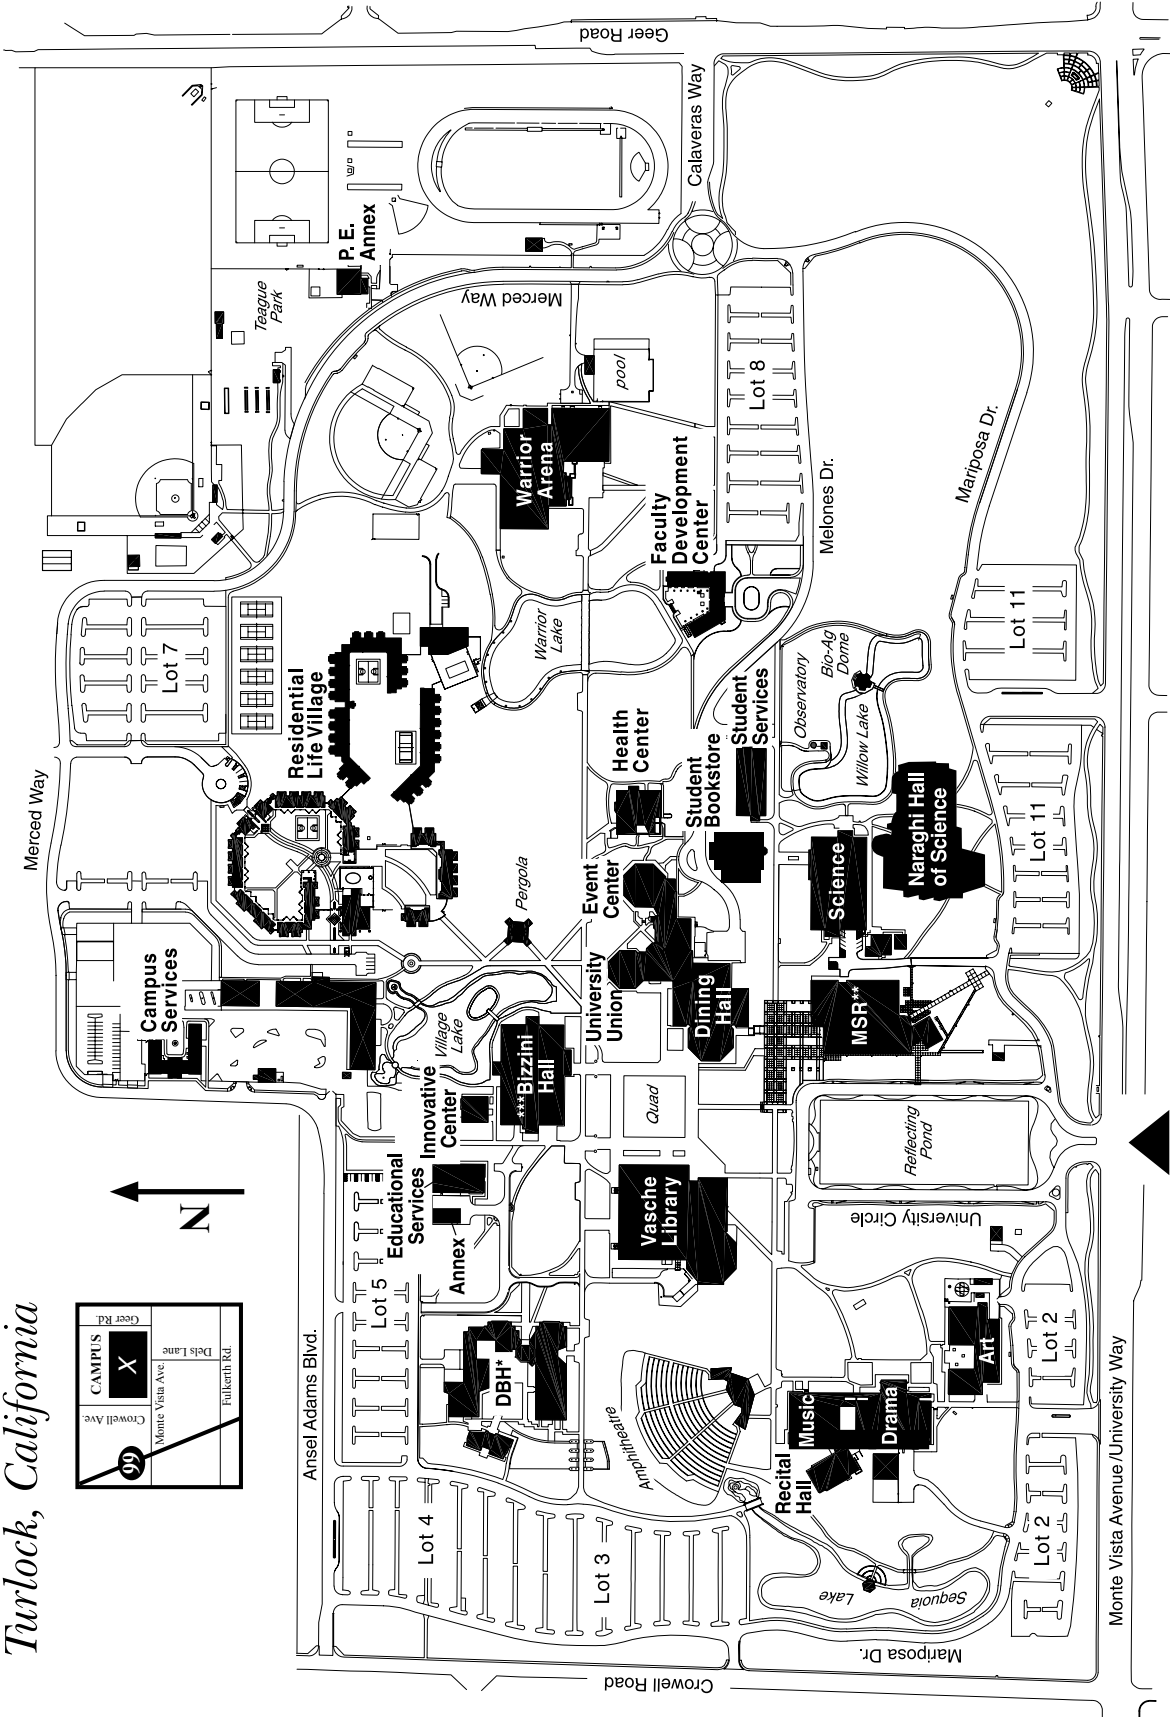 Turlock, California
CAMPUS
X
Geer Rd.
Crowell Ave.
Monte Vista Ave.
Dels Lane
Fulkerth Rd.
99
N
Merced Way
Campus
Services
Lot 7
Teague
Park
P. E.
Annex
Residential
Life Village
Merced Way
Geer Road
Calaveras Way
Ansel Adams Blvd.
Lot 5
Educational
Services
Annex
Innovative
Center
Village
Lake
Pergola
***Bizzini
Hall
Warrior
Lake
Warrior
Arena
pool
Lot 4
DBH*
Lot 3
Amphitheatre
Vasche
Library
Quad
University
Union
Event
Center
Dining
Hall
Health
Center
Student
Bookstore
Student
Services
Faculty
Development
Center
Lot 8
Melones Dr.
Crowell Road
Recital
Hall
Music
Drama
Art
University Circle
Reflecting
Pond
MSR**
Science
Naraghi Hall
of Science
Observatory
Bio-Ag
Dome
Willow Lake
Mariposa Dr.
Sequoia
Lake
Mariposa Dr.
Lot 2
Lot 2
Lot 11
Lot 11
Monte Vista Avenue /University Way